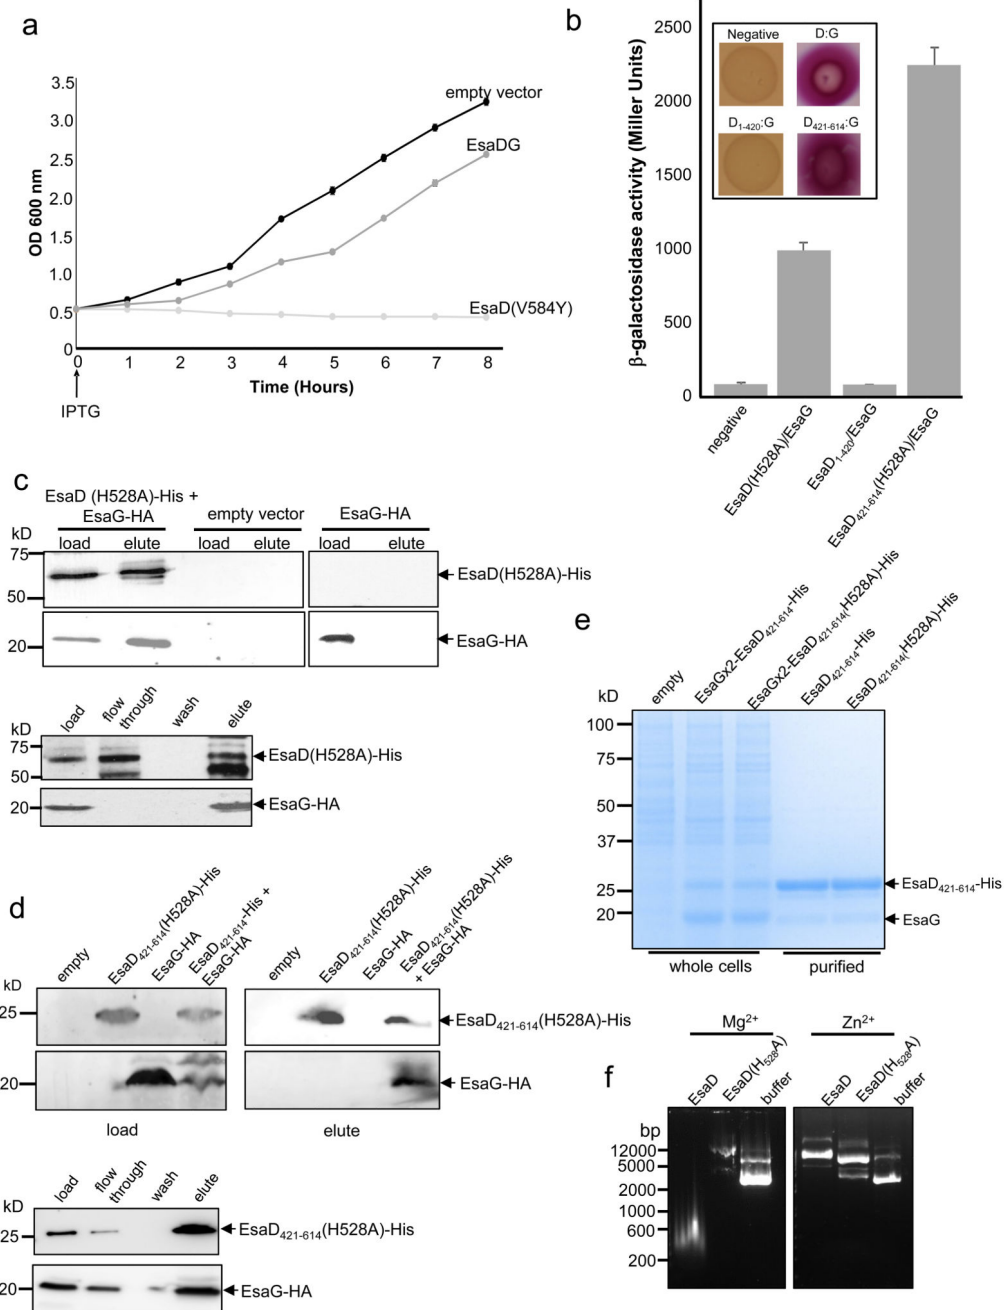 a
OD 600 nm
3.5
3.0
2.5
2.0
1.5
1.0
0.5
0
empty vector
EsaDG
EsaD(V584Y)
0 1 2 3 4 5 6 7 8
Time (Hours)
IPTG
b
β-galactosidase activity (Miller Units)
2500
2000
1500
1000
500
0
Negative D:G
D1-420:G D421-614:G
negative
EsaD(H528A)/EsaG
EsaD1-420/EsaG
EsaD421-614(H528A)/EsaG
c
EsaD (H528A)-His +
EsaG-HA empty vector EsaG-HA
kD load elute load elute load elute
75
50
EsaD(H528A)-His
20
EsaG-HA
load flow through wash elute
kD
75
50
EsaD(H528A)-His
20
EsaG-HA
d
empty
EsaD421-614(H528A)-His
EsaG-HA
EsaD421-614-His +
EsaG-HA
empty
EsaD421-614(H528A)-His
EsaG-HA
EsaD421-614(H528A)-His
+ EsaG-HA
kD
25
EsaD421-614(H528A)-His
20
EsaG-HA
load elute
load flow through wash elute
kD
25
EsaD421-614(H528A)-His
20
EsaG-HA
e
empty
EsaGx2-EsaD421-614-His
EsaGx2-EsaD421-614(H528A)-His
EsaD421-614-His
EsaD421-614(H528A)-His
kD
100
75
50
37
25
20
EsaD421-614-His
EsaG
whole cells purified
f
Mg2+ Zn2+
EsaD EsaD(H528A) buffer
EsaD EsaD(H528A) buffer
bp
12000
5000
2000
1000
600
200